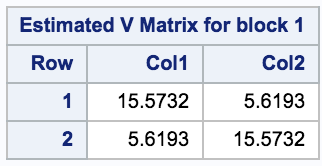 Estimated V Matrix for block 1
Row Col1 Col2
1 15.5732 5.6193
2 5.6193 15.5732